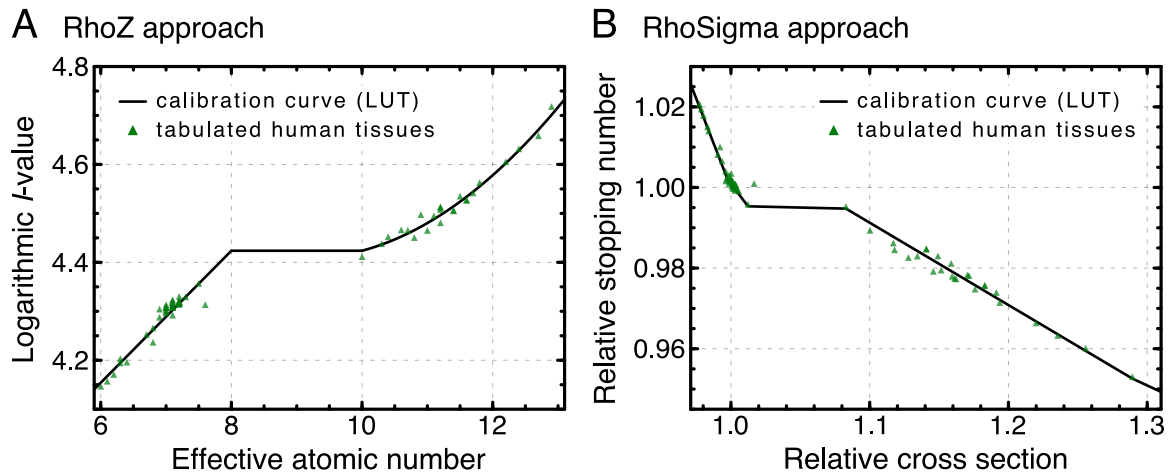 A RhoZ approach
Logarithmic I-value
4.8
4.6
4.4
4.2
calibration curve (LUT)
tabulated human tissues
6 8 10 12
Effective atomic number
B RhoSigma approach
Relative stopping number
1.02
1.00
0.98
0.96
calibration curve (LUT)
tabulated human tissues
1.0 1.1 1.2 1.3
Relative cross section